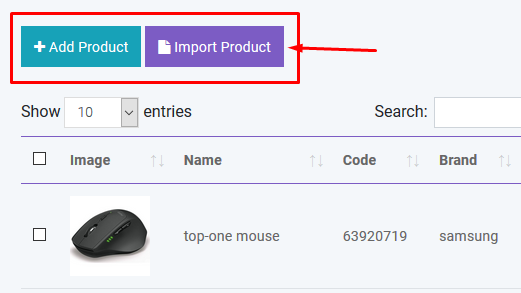 Add Product Import Product
Show 10 entries Search:
Image Name Code Brand
top-one mouse 63920719 samsung